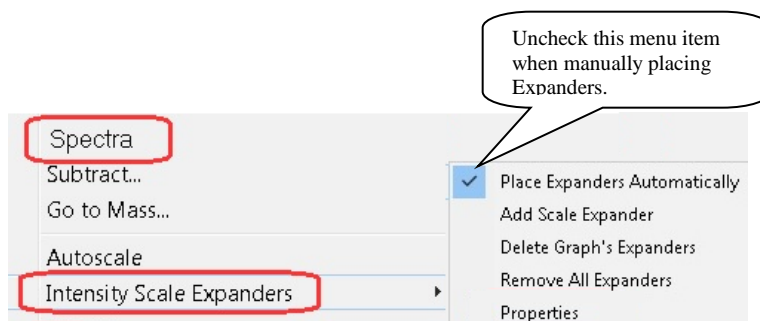 Uncheck this menu item
when manually placing
Expanders.
Spectra
Subtract...
Go to Mass...
Autoscale
Intensity Scale Expanders
Place Expanders Automatically
Add Scale Expander
Delete Graph's Expanders
Remove All Expanders
Properties